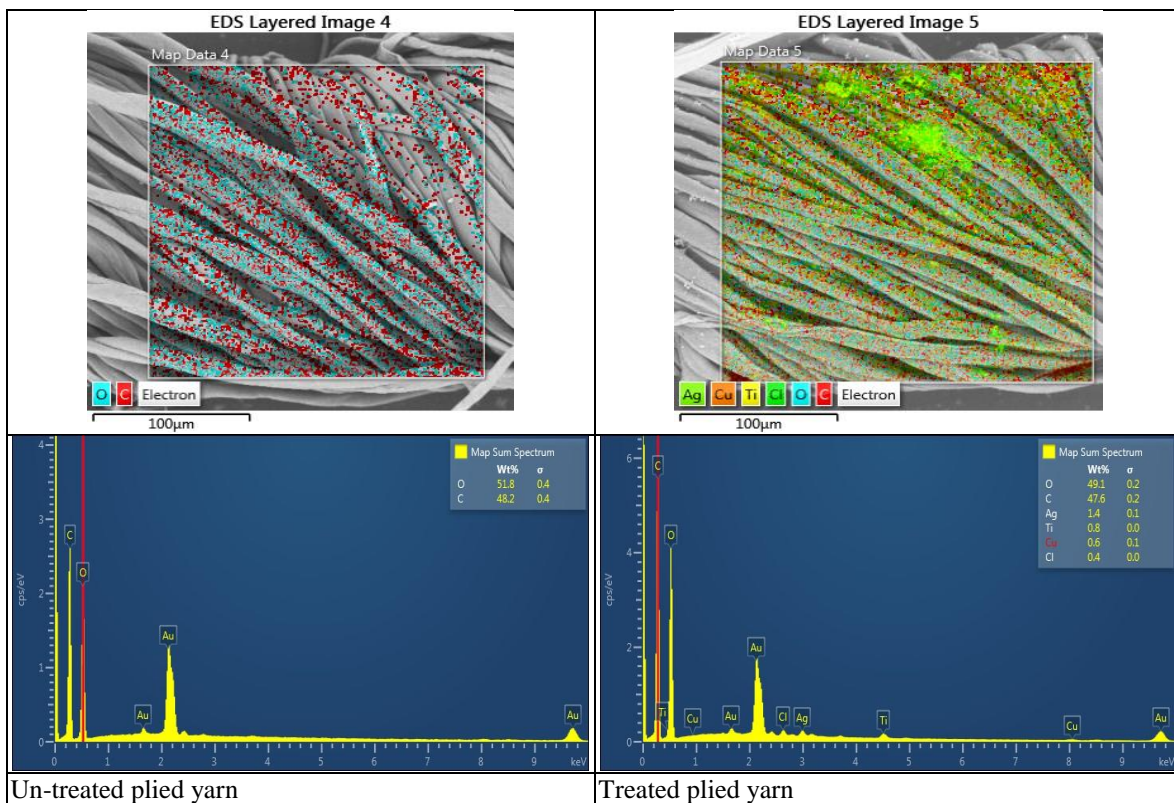 EDS Layered Image 4
Map Data 4
O C Electron
100µm
EDS Layered Image 5
Map Data 5
Ag Cu Ti Cl O C Electron
100µm
Map Sum Spectrum
Wt% σ
O 51.8 0.4
C 48.2 0.4
4
3
2
1
0
cps/eV
C
O
Au
Au
Au
0 1 2 3 4 5 6 7 8 9 keV
Map Sum Spectrum
Wt% σ
O 49.1 0.2
C 47.6 0.2
Ag 1.4 0.1
Ti 0.8 0.0
Cu 0.6 0.1
Cl 0.4 0.0
6
4
2
0
cps/eV
C
O
Ti
Cu
Au
Au
Cl
Ag
Ti
Cu
Au
0 1 2 3 4 5 6 7 8 9 keV
Un-treated plied yarn
Treated plied yarn